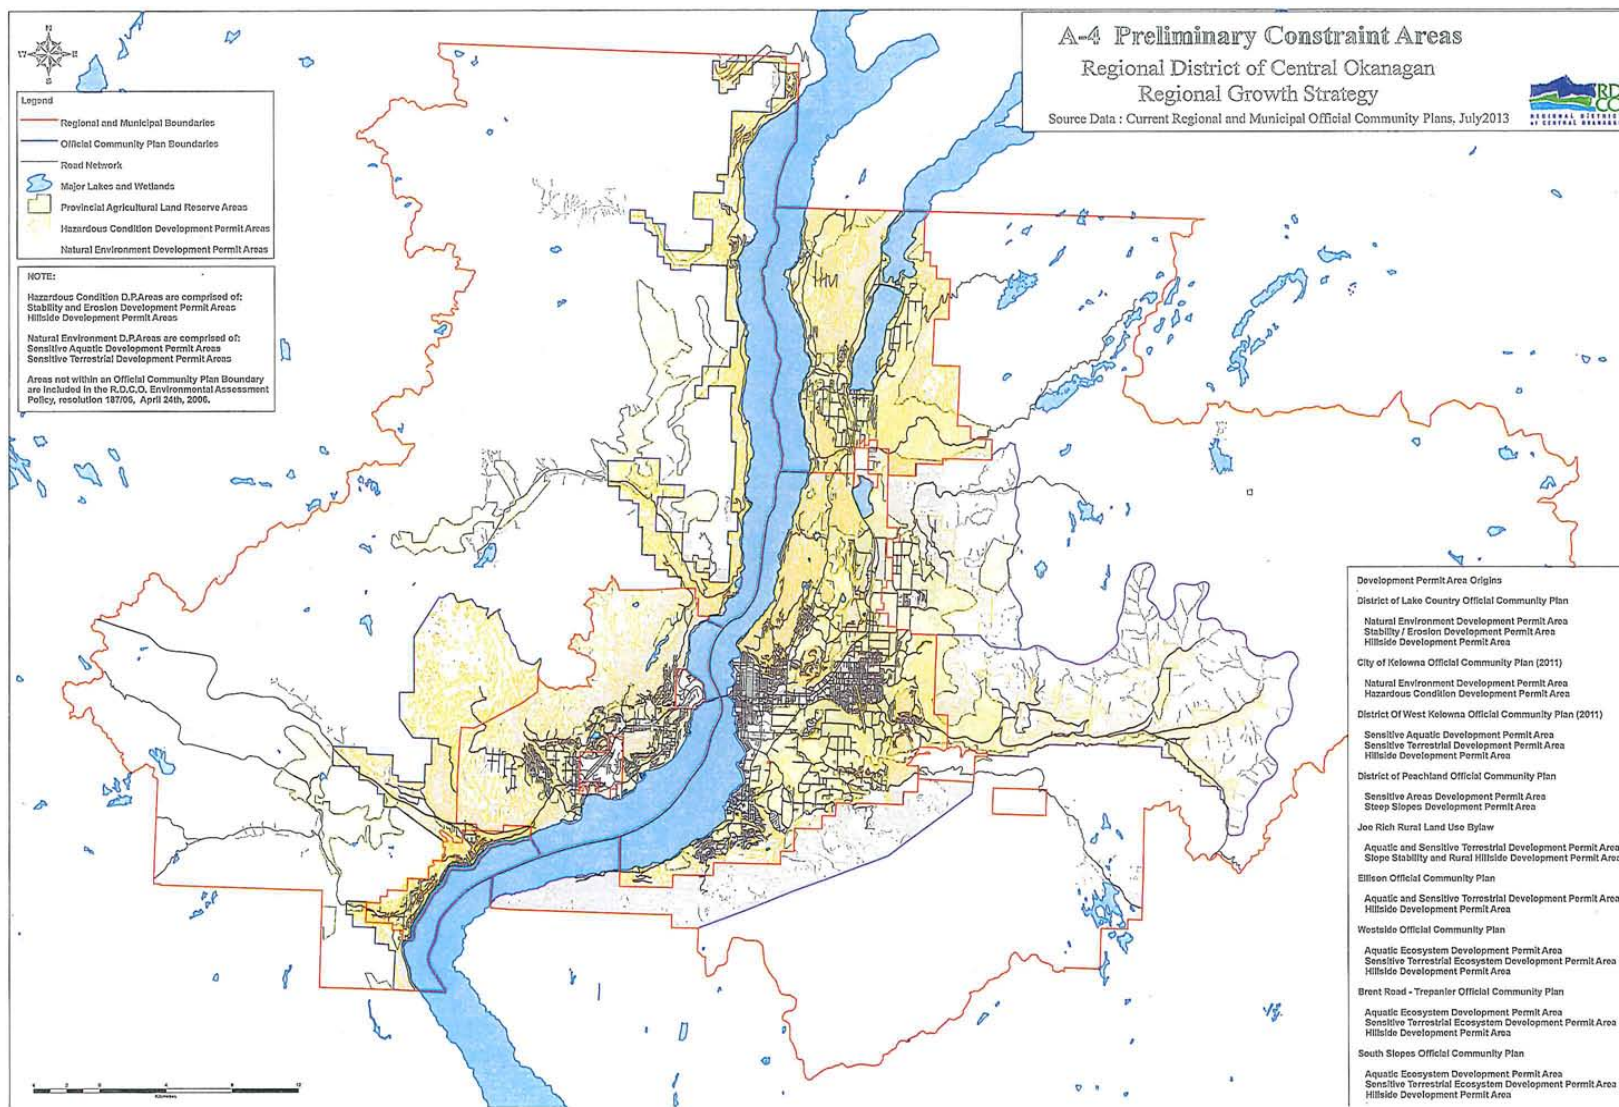 A-4 Preliminary Constraint Areas
Regional District of Central Okanagan
Regional Growth Strategy
Source Data : Current Regional and Municipal Official Community Plans, July2013
RD
CO
REGIONAL DISTRICT
of CENTRAL OKANAGAN
N
W E
S
Legend
Regional and Municipal Boundaries
Official Community Plan Boundaries
Road Network
Major Lakes and Wetlands
Provincial Agricultural Land Reserve Areas
Hazardous Condition Development Permit Areas
Natural Environment Development Permit Areas
NOTE:
Hazardous Condition D.P.Areas are comprised of:
Stability and Erosion Development Permit Areas
Hillside Development Permit Areas
Natural Environment D.P.Areas are comprised of:
Sensitive Aquatic Development Permit Areas
Sensitive Terrestrial Development Permit Areas
Areas not within an Official Community Plan Boundary
are included in the R.D.C.O. Environmental Assessment
Policy, resolution 187/06, April 24th, 2006.
Development Permit Area Origins
District of Lake Country Official Community Plan
Natural Environment Development Permit Area
Stability / Erosion Development Permit Area
Hillside Development Permit Area
City of Kelowna Official Community Plan (2011)
Natural Environment Development Permit Area
Hazardous Condition Development Permit Area
District Of West Kelowna Official Community Plan (2011)
Sensitive Aquatic Development Permit Area
Sensitive Terrestrial Development Permit Area
Hillside Development Permit Area
District of Peachland Official Community Plan
Sensitive Areas Development Permit Area
Steep Slopes Development Permit Area
Joe Rich Rural Land Use Bylaw
Aquatic and Sensitive Terrestrial Development Permit Area
Slope Stability and Rural Hillside Development Permit Area
Ellison Official Community Plan
Aquatic and Sensitive Terrestrial Development Permit Area
Hillside Development Permit Area
Westside Official Community Plan
Aquatic Ecosystem Development Permit Area
Sensitive Terrestrial Ecosystem Development Permit Area
Hillside Development Permit Area
Brent Road - Trepanier Official Community Plan
Aquatic Ecosystem Development Permit Area
Sensitive Terrestrial Ecosystem Development Permit Area
Hillside Development Permit Area
South Slopes Official Community Plan
Aquatic Ecosystem Development Permit Area
Sensitive Terrestrial Ecosystem Development Permit Area
Hillside Development Permit Area